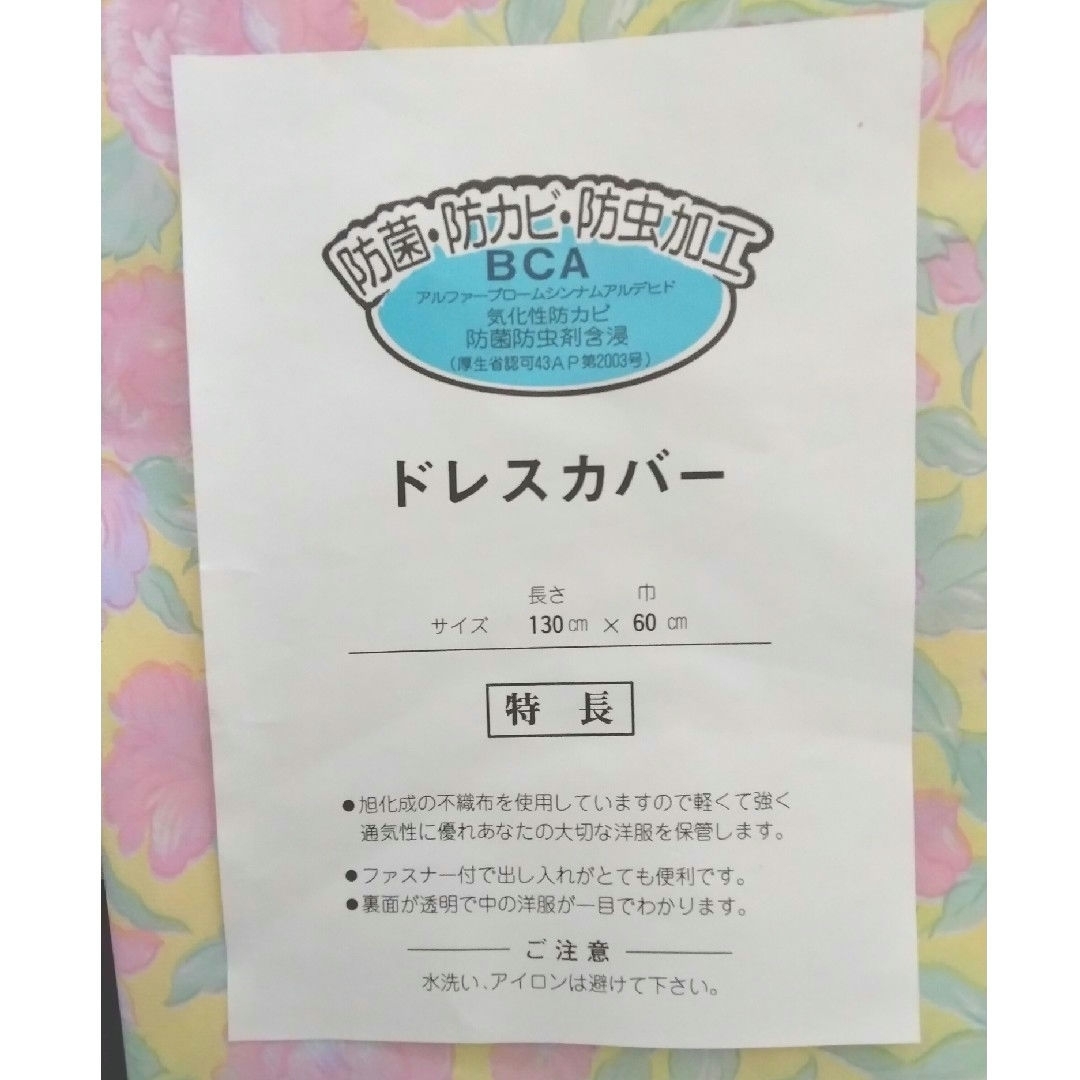 防菌・防カビ・防虫加工
BCA
アルファーブロームシンナムアルデヒド
気化性防カビ
防菌防虫剤含浸
(厚生省認可43AP第2003号)
ドレスカバー
長さ 巾
サイズ 130㎝ × 60 ㎝
特 長
●旭化成の不織布を使用していますので軽くて強く
通気性に優れあなたの大切な洋服を保管します。
●ファスナー付で出し入れがとても便利です。
●裏面が透明で中の洋服が一目でわかります。
ご注意
水洗い、アイロンは避けて下さい。